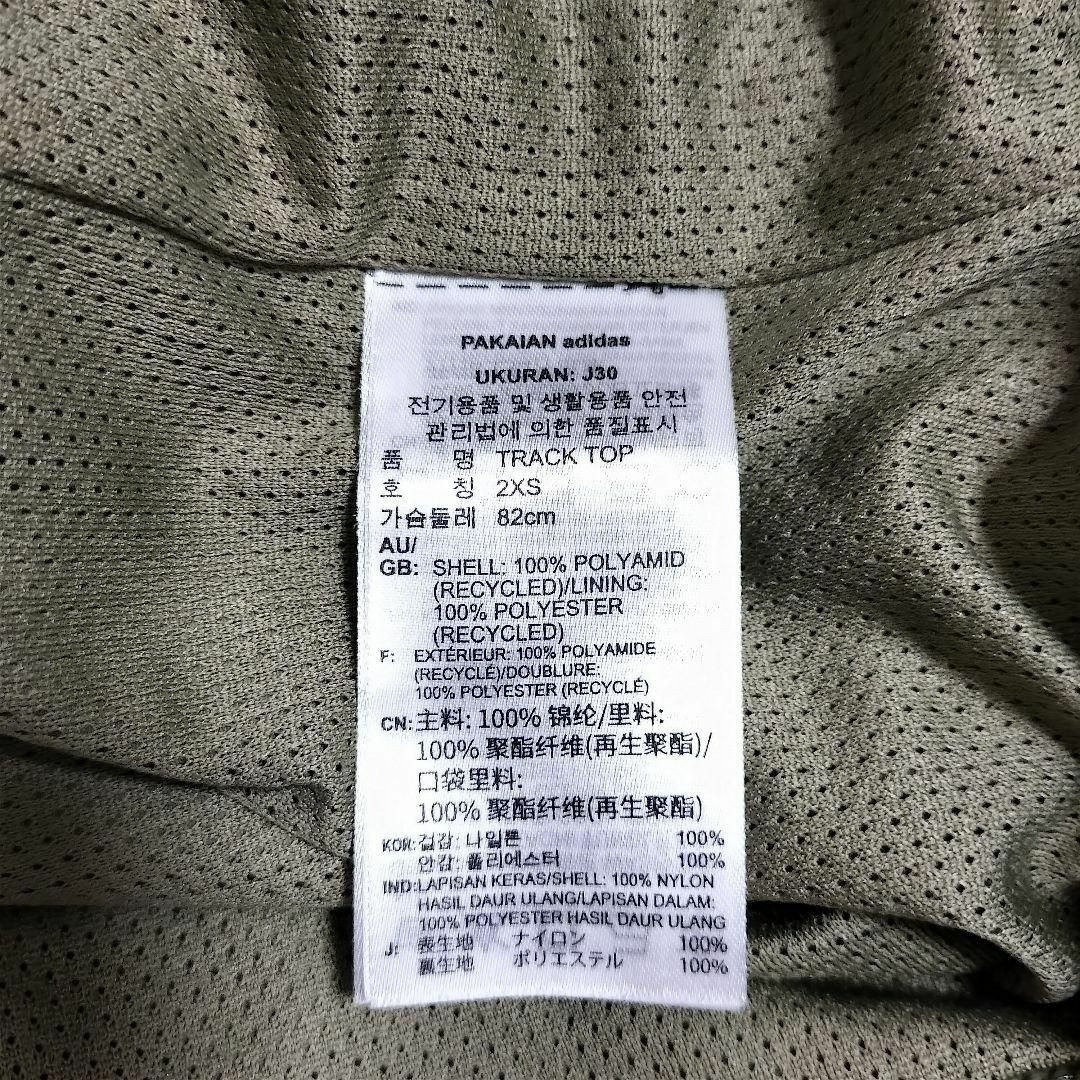 PAKAIAN adidas
UKURAN: J30
전기용품 및 생활용품 안전
관리법에 의한 품질표시
품 명 TRACK TOP
호 칭 2XS
가슴둘레 82cm
AU/
GB: SHELL: 100% POLYAMID
(RECYCLED)/LINING:
100% POLYESTER
(RECYCLED)
F: EXTÉRIEUR: 100% POLYAMIDE
(RECYCLÉ)/DOUBLURE:
100% POLYESTER (RECYCLÉ)
CN: 主料: 100% 锦纶/里料:
100% 聚酯纤维(再生聚酯)/
口袋里料:
100% 聚酯纤维(再生聚酯)
KOR: 겉감: 나일론 100%
안감: 폴리에스터 100%
IND: LAPISAN KERAS/SHELL: 100% NYLON
HASIL DAUR ULANG/LAPISAN DALAM:
100% POLYESTER HASIL DAUR ULANG
J: 表生地 ナイロン 100%
裏生地 ポリエステル 100%